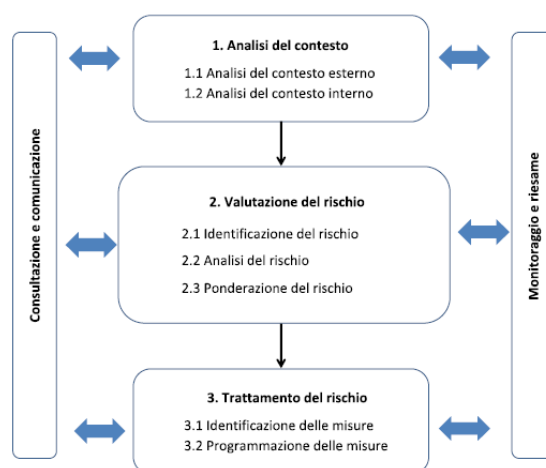 Consultazione e comunicazione
1. Analisi del contesto
1.1 Analisi del contesto esterno
1.2 Analisi del contesto interno
2. Valutazione del rischio
2.1 Identificazione del rischio
2.2 Analisi del rischio
2.3 Ponderazione del rischio
3. Trattamento del rischio
3.1 Identificazione delle misure
3.2 Programmazione delle misure
Monitoraggio e riesame